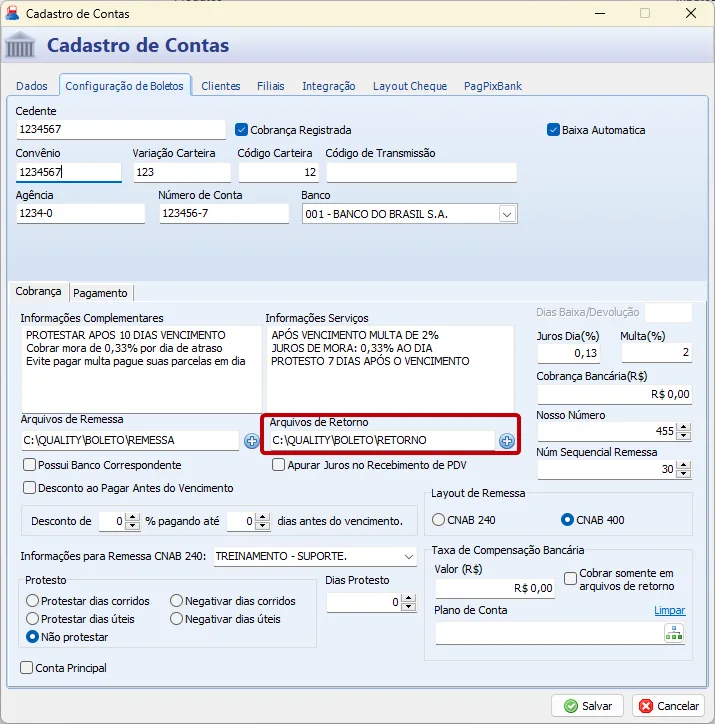 Cadastro de Contas
Cadastro de Contas
Dados Configuração de Boletos Clientes Filiais Integração Layout Cheque PagPixBank
Cedente
1234567 Cobrança Registrada Baixa Automatica
Convênio Variação Carteira Código Carteira Código de Transmissão
1234567 123 12
Agência Número de Conta Banco
1234-0 123456-7 001 - BANCO DO BRASIL S.A.
Cobrança Pagamento
Informações Complementares
PROTESTAR APOS 10 DIAS VENCIMENTO
Cobrar mora de 0,33% por dia de atraso
Evite pagar multa pague suas parcelas em dia
Informações Serviços
APÓS VENCIMENTO MULTA DE 2%
JUROS DE MORA: 0,33% AO DIA
PROTESTO 7 DIAS APÓS O VENCIMENTO
Dias Baixa/Devolução
Juros Dia(%) Multa(%)
0,13 2
Cobrança Bancária(R$)
R$ 0,00
Nosso Número
455
Núm Sequencial Remessa
30
Arquivos de Remessa
C:\QUALITY\BOLETO\REMESSA
Arquivos de Retorno
C:\QUALITY\BOLETO\RETORNO
Possui Banco Correspondente
Apurar Juros no Recebimento de PDV
Desconto ao Pagar Antes do Vencimento
Desconto de 0 % pagando até 0 dias antes do vencimento.
Layout de Remessa
CNAB 240 CNAB 400
Informações para Remessa CNAB 240: TREINAMENTO - SUPORTE.
Protesto
Protestar dias corridos Negativar dias corridos
Protestar dias úteis Negativar dias úteis
Não protestar
Dias Protesto
0
Taxa de Compensação Bancária
Valor (R$)
R$ 0,00
Cobrar somente em
arquivos de retorno
Plano de Conta Limpar
Conta Principal
Salvar Cancelar